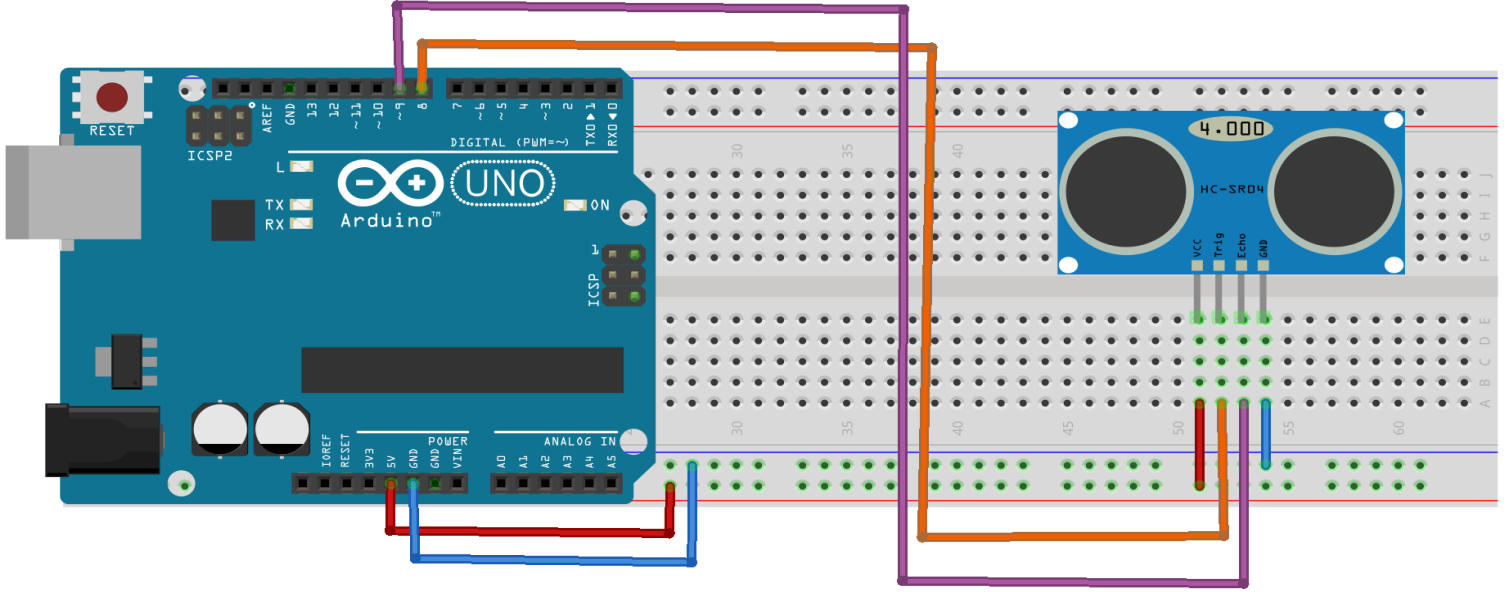 RESET
ICSP2
AREF
GND
13
12
~11
~10
~9
8
7
~6
~5
4
~3
2
TX0▶1
RX0◀0
DIGITAL (PWM=~)
L
TX
RX
Arduino™
UNO
ON
1
ICSP
IOREF
RESET
3V3
5V
GND
GND
VIN
POWER
ANALOG IN
A0
A1
A2
A3
A4
A5
30
35
40
J
I
H
G
F
4.000
HC-SR04
VCC
Trig
Echo
GND
E
D
C
B
A
30
35
40
45
50
55
60